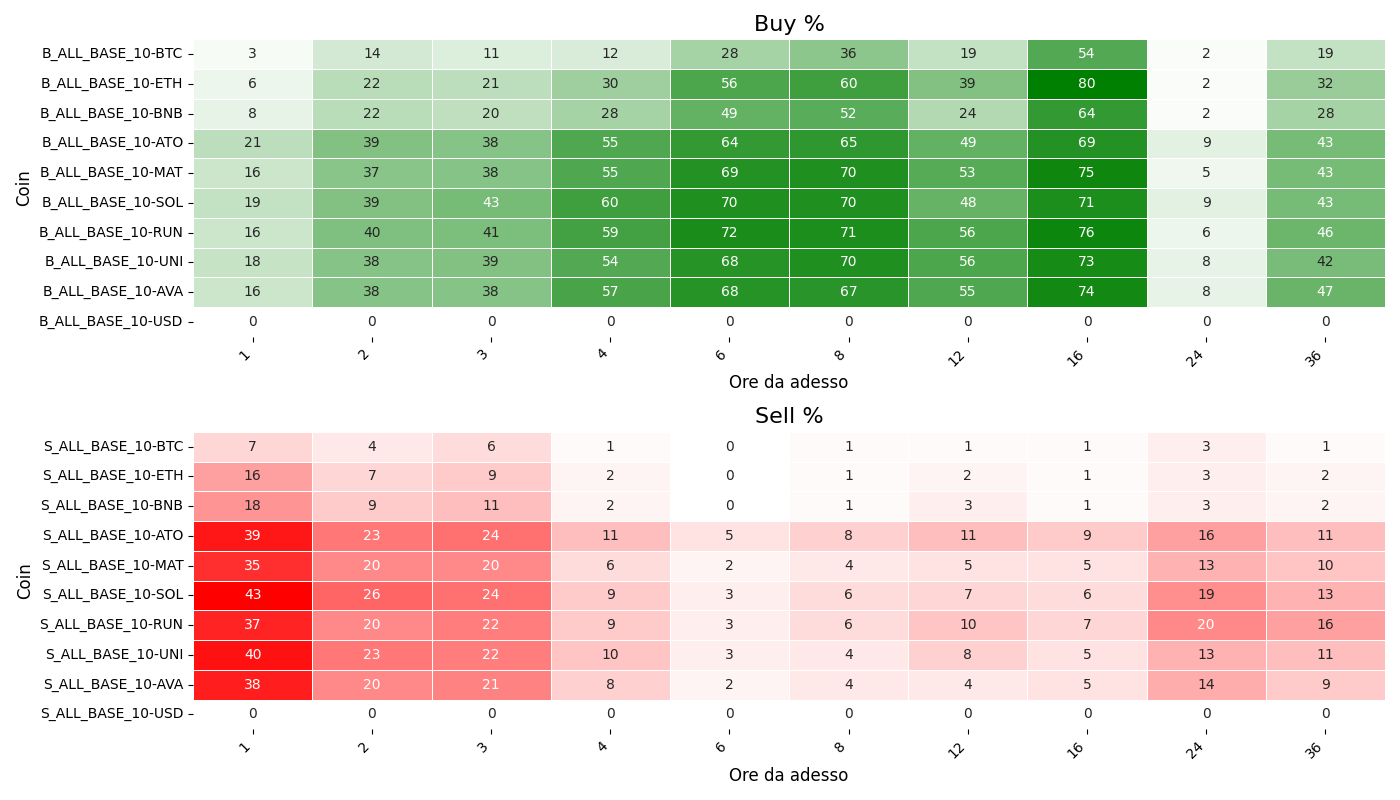 Buy %
Coin
B_ALL_BASE_10-BTC 3 14 11 12 28 36 19 54 2 19
B_ALL_BASE_10-ETH 6 22 21 30 56 60 39 80 2 32
B_ALL_BASE_10-BNB 8 22 20 28 49 52 24 64 2 28
B_ALL_BASE_10-ATO 21 39 38 55 64 65 49 69 9 43
B_ALL_BASE_10-MAT 16 37 38 55 69 70 53 75 5 43
B_ALL_BASE_10-SOL 19 39 43 60 70 70 48 71 9 43
B_ALL_BASE_10-RUN 16 40 41 59 72 71 56 76 6 46
B_ALL_BASE_10-UNI 18 38 39 54 68 70 56 73 8 42
B_ALL_BASE_10-AVA 16 38 38 57 68 67 55 74 8 47
B_ALL_BASE_10-USD 0 0 0 0 0 0 0 0 0 0
1 2 3 4 6 8 12 16 24 36
Ore da adesso
Sell %
Coin
S_ALL_BASE_10-BTC 7 4 6 1 0 1 1 1 3 1
S_ALL_BASE_10-ETH 16 7 9 2 0 1 2 1 3 2
S_ALL_BASE_10-BNB 18 9 11 2 0 1 3 1 3 2
S_ALL_BASE_10-ATO 39 23 24 11 5 8 11 9 16 11
S_ALL_BASE_10-MAT 35 20 20 6 2 4 5 5 13 10
S_ALL_BASE_10-SOL 43 26 24 9 3 6 7 6 19 13
S_ALL_BASE_10-RUN 37 20 22 9 3 6 10 7 20 16
S_ALL_BASE_10-UNI 40 23 22 10 3 4 8 5 13 11
S_ALL_BASE_10-AVA 38 20 21 8 2 4 4 5 14 9
S_ALL_BASE_10-USD 0 0 0 0 0 0 0 0 0 0
1 2 3 4 6 8 12 16 24 36
Ore da adesso